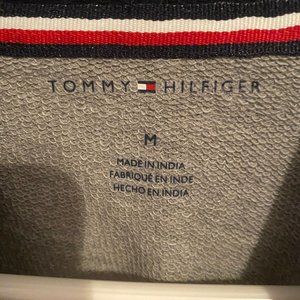 TOMMY HILFIGER
M
MADE IN INDIA
FABRIQUÉ EN INDE
HECHO EN INDIA